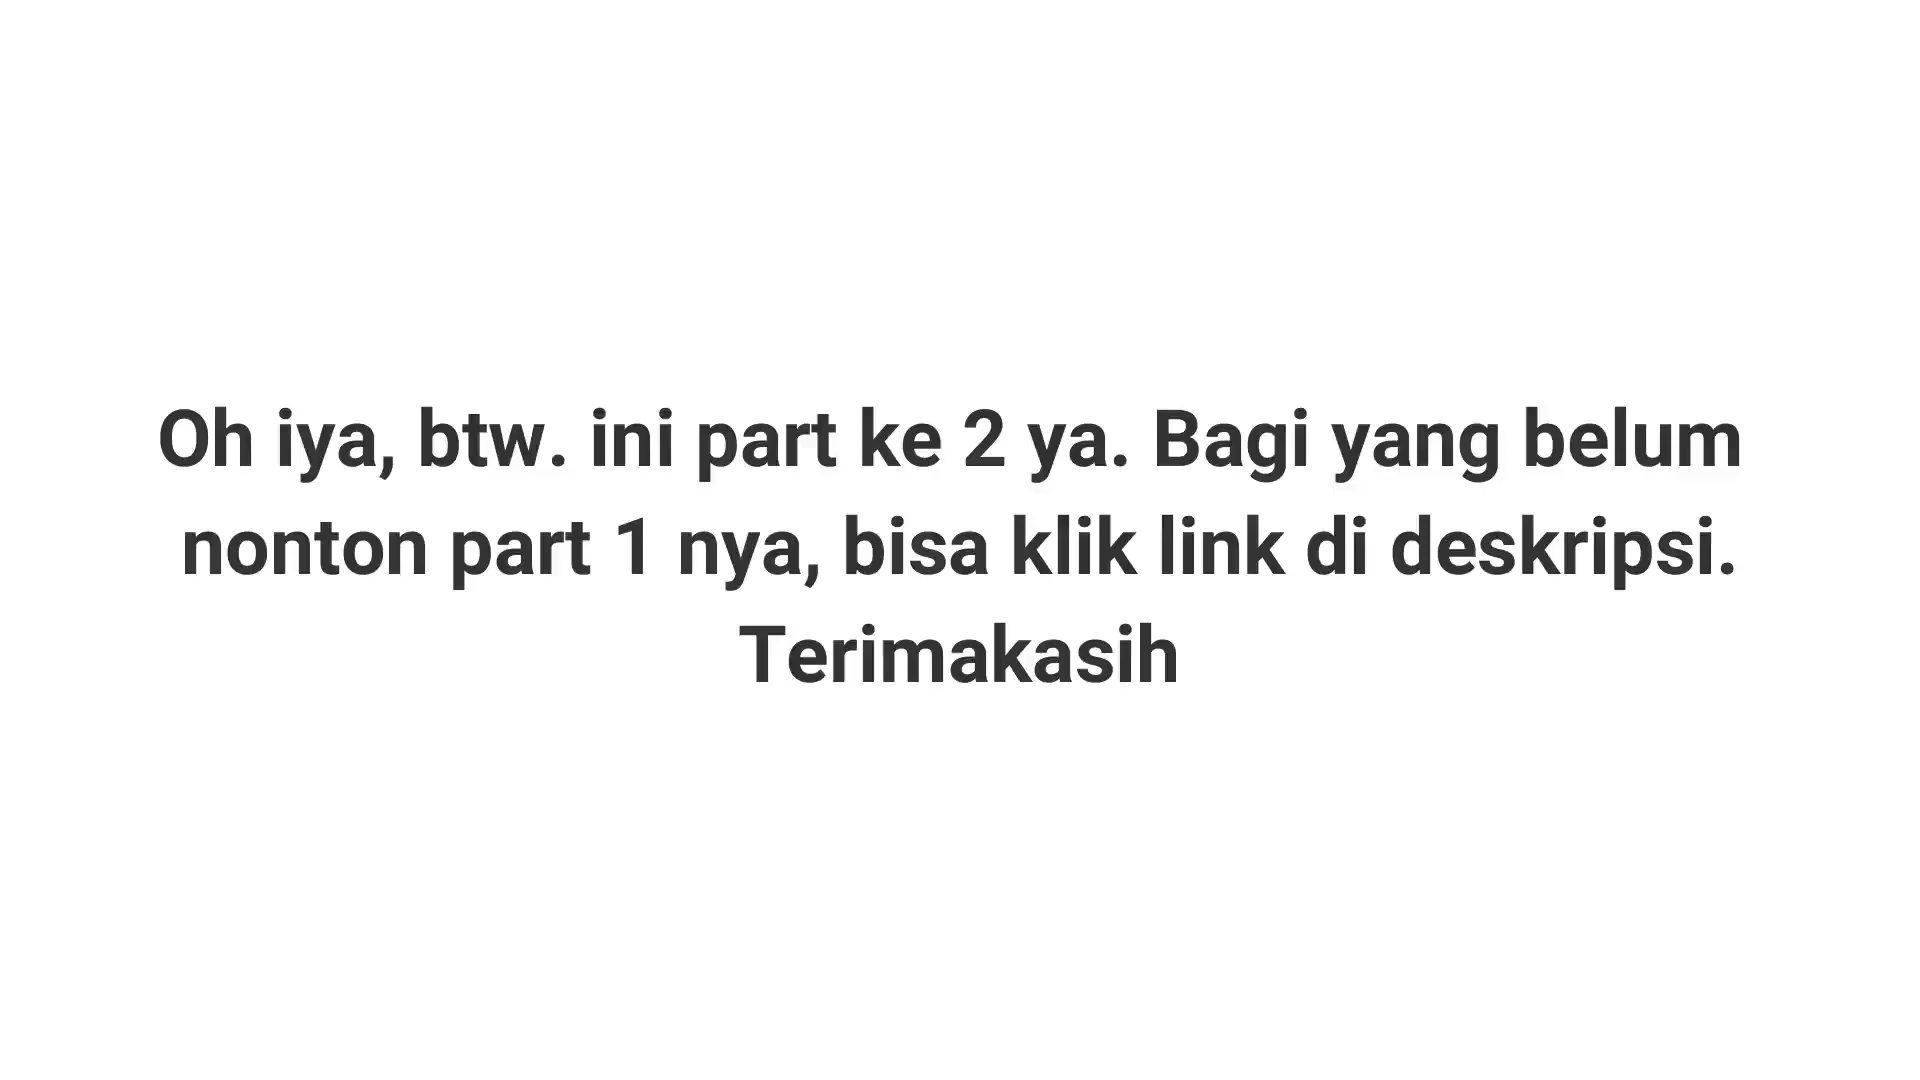 Oh iya, btw. ini part ke 2 ya. Bagi yang belum
nonton part 1 nya, bisa klik link di deskripsi.
Terimakasih